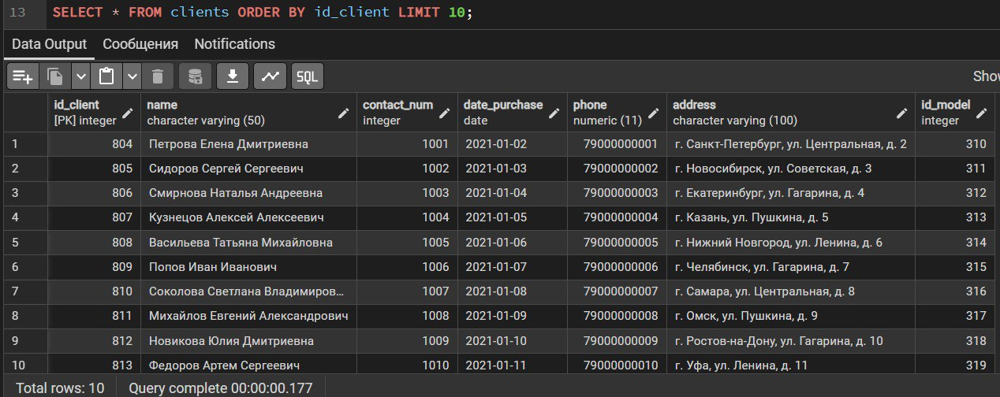 13 SELECT * FROM clients ORDER BY id_client LIMIT 10;
Data Output Сообщения Notifications
SQL Sho
id_client name contact_num date_purchase phone address id_model
[PK] integer character varying (50) integer date numeric (11) character varying (100) integer
1 804 Петрова Елена Дмитриевна 1001 2021-01-02 79000000001 г. Санкт-Петербург, ул. Центральная, д. 2 310
2 805 Сидоров Сергей Сергеевич 1002 2021-01-03 79000000002 г. Новосибирск, ул. Советская, д. 3 311
3 806 Смирнова Наталья Андреевна 1003 2021-01-04 79000000003 г. Екатеринбург, ул. Гагарина, д. 4 312
4 807 Кузнецов Алексей Алексеевич 1004 2021-01-05 79000000004 г. Казань, ул. Пушкина, д. 5 313
5 808 Васильева Татьяна Михайловна 1005 2021-01-06 79000000005 г. Нижний Новгород, ул. Ленина, д. 6 314
6 809 Попов Иван Иванович 1006 2021-01-07 79000000006 г. Челябинск, ул. Гагарина, д. 7 315
7 810 Соколова Светлана Владимиров… 1007 2021-01-08 79000000007 г. Самара, ул. Центральная, д. 8 316
8 811 Михайлов Евгений Александрович 1008 2021-01-09 79000000008 г. Омск, ул. Пушкина, д. 9 317
9 812 Новикова Юлия Дмитриевна 1009 2021-01-10 79000000009 г. Ростов-на-Дону, ул. Гагарина, д. 10 318
10 813 Федоров Артем Сергеевич 1010 2021-01-11 79000000010 г. Уфа, ул. Ленина, д. 11 319
Total rows: 10 Query complete 00:00:00.177